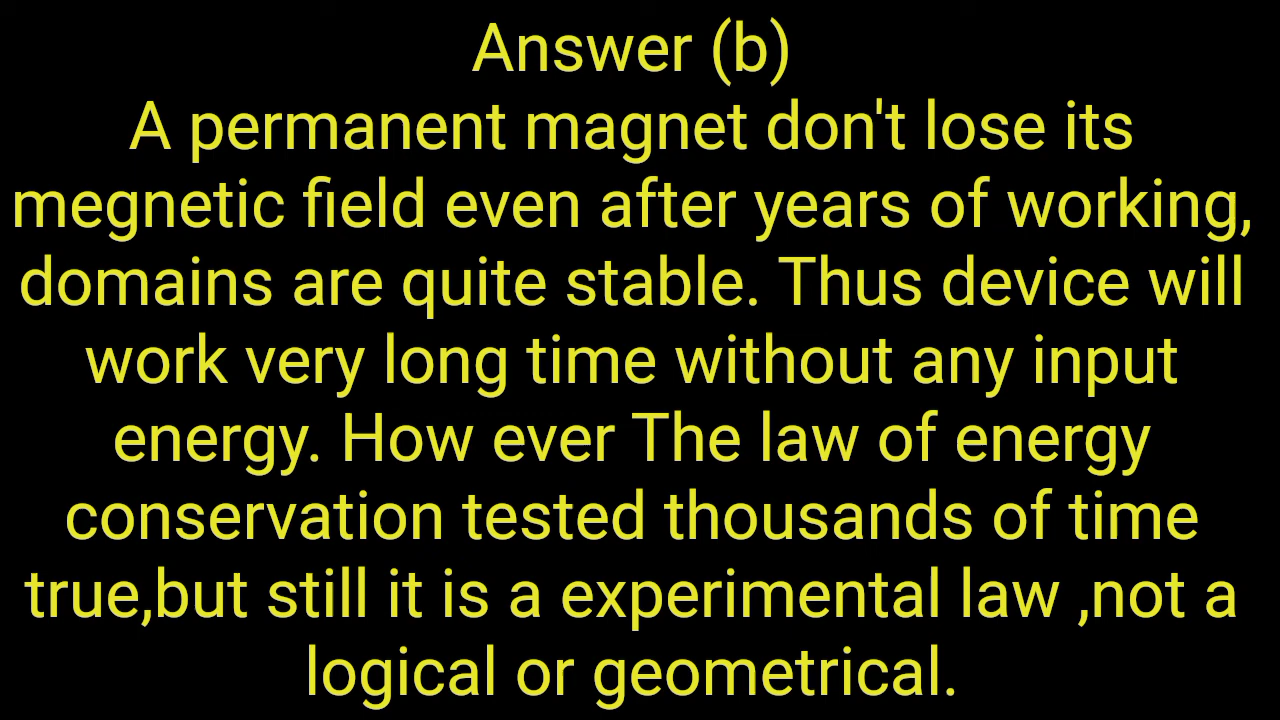 Answer (b)
A permanent magnet don't lose its
megnetic field even after years of working,
domains are quite stable. Thus device will
work very long time without any input
energy. How ever The law of energy
conservation tested thousands of time
true,but still it is a experimental law ,not a
logical or geometrical.